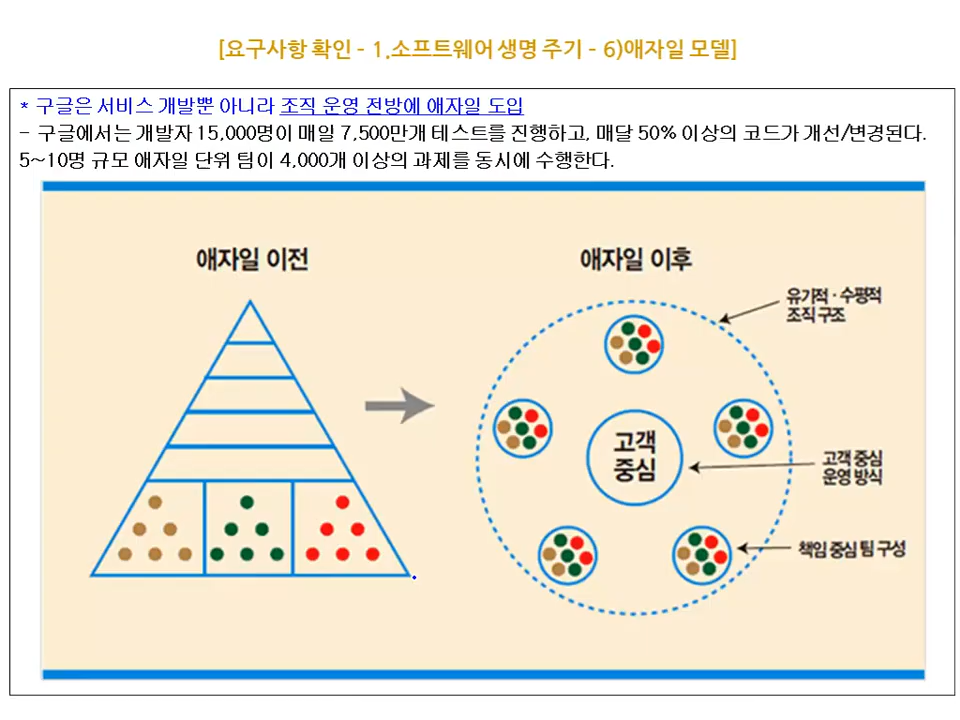 [요구사항 확인 - 1.소프트웨어 생명 주기 - 6)애자일 모델]
* 구글은 서비스 개발뿐 아니라 조직 운영 전방에 애자일 도입
- 구글에서는 개발자 15,000명이 매일 7,500만개 테스트를 진행하고, 매달 50% 이상의 코드가 개선/변경된다.
5~10명 규모 애자일 단위 팀이 4,000개 이상의 과제를 동시에 수행한다.
애자일 이전
애자일 이후
유기적·수평적
조직 구조
고객
중심
고객 중심
운영 방식
책임 중심 팀 구성